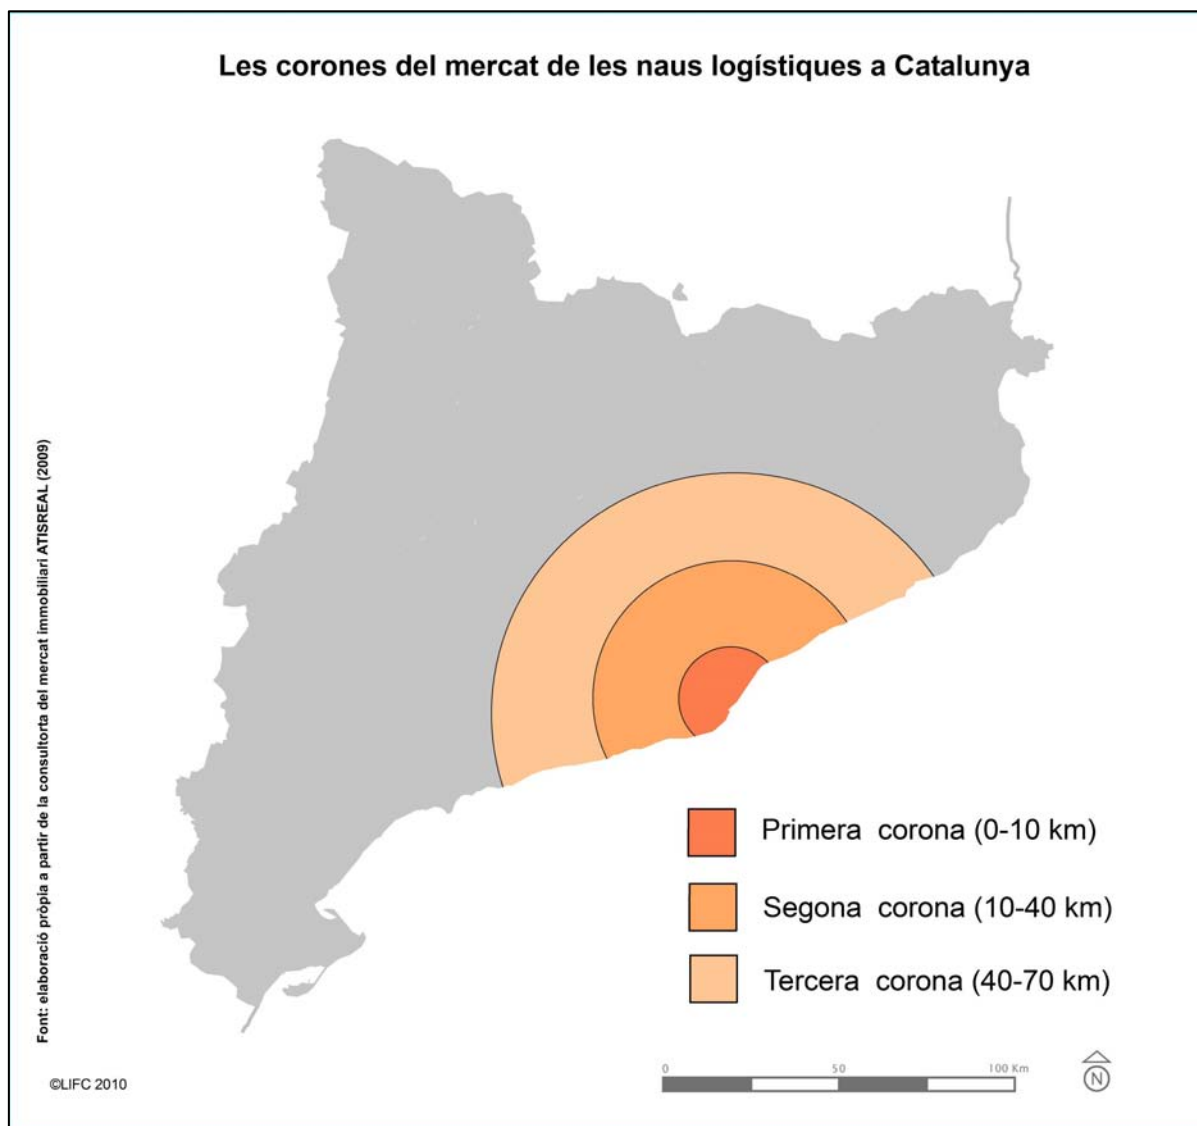 Les corones del mercat de les naus logístiques a Catalunya
Font: elaboració pròpia a partir de la consultorta del mercat immobiliari ATISREAL (2009)
Primera corona (0-10 km)
Segona corona (10-40 km)
Tercera corona (40-70 km)
0 50 100 Km
N
©LIFC 2010